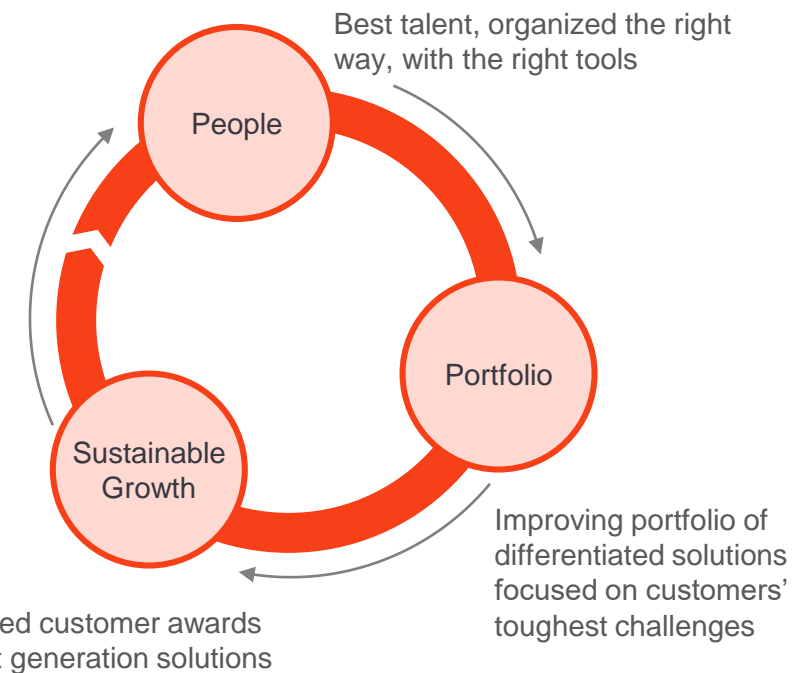 Best talent, organized the right
way, with the right tools
People
Portfolio
Sustainable
Growth
Improving portfolio of
differentiated solutions
focused on customers’
toughest challenges
customer awards
generation solutions